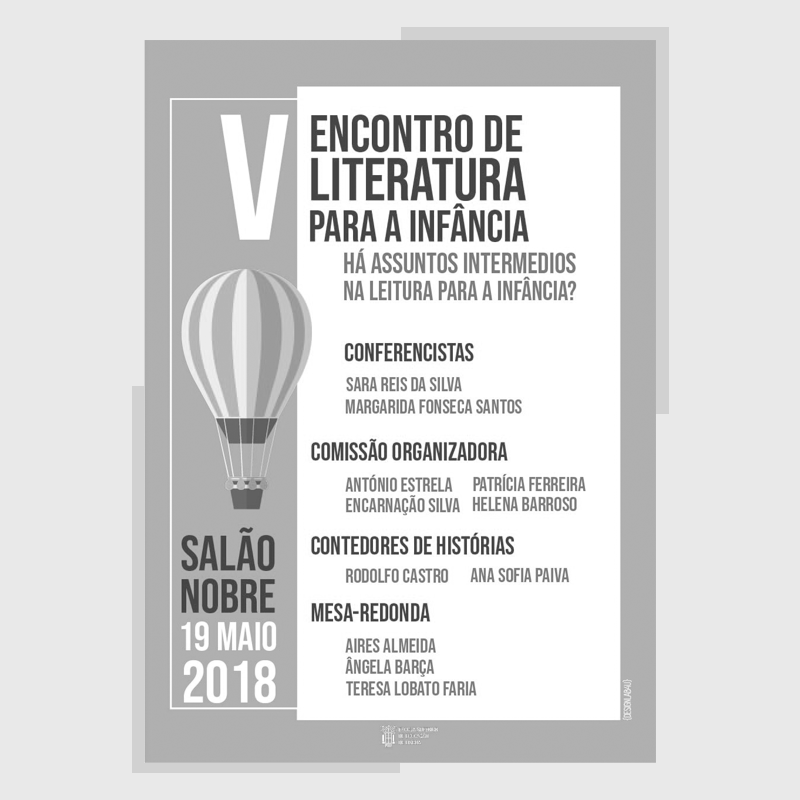 V
ENCONTRO DE
LITERATURA
PARA A INFÂNCIA
HÁ ASSUNTOS INTERMEDIOS
NA LEITURA PARA A INFÂNCIA?
CONFERENCISTAS
SARA REIS DA SILVA
MARGARIDA FONSECA SANTOS
COMISSÃO ORGANIZADORA
ANTÓNIO ESTRELA PATRÍCIA FERREIRA
ENCARNAÇÃO SILVA HELENA BARROSO
CONTEDORES DE HISTÓRIAS
RODOLFO CASTRO ANA SOFIA PAIVA
MESA-REDONDA
AIRES ALMEIDA
ÂNGELA BARÇA
TERESA LOBATO FARIA
SALÃO
NOBRE
19 MAIO
2018